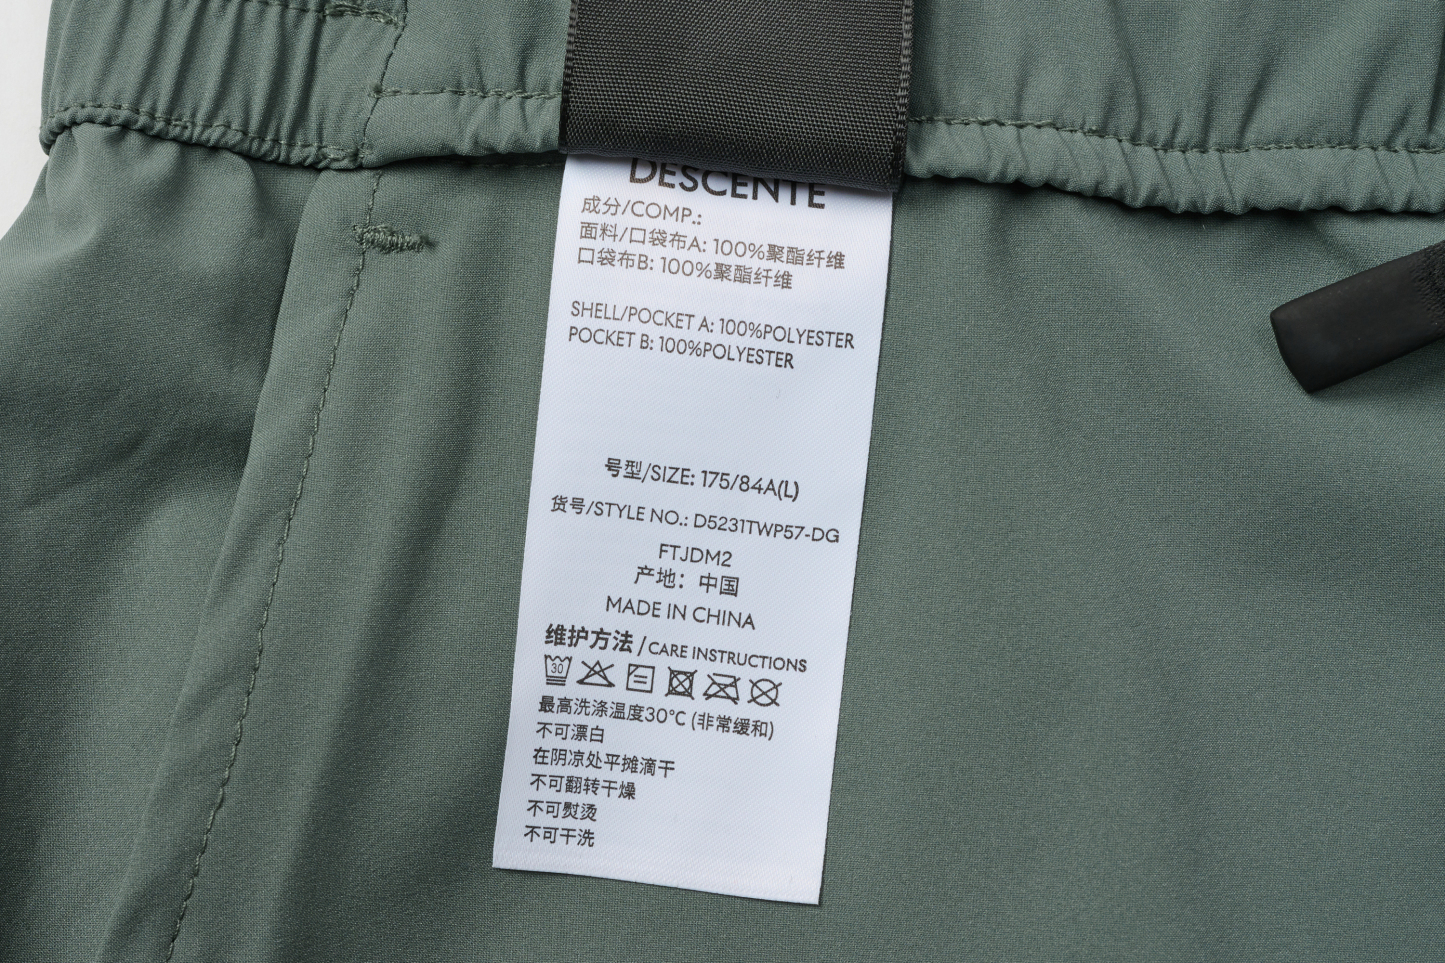 DESCENTE
成分/COMP.:
面料/口袋布A: 100%聚酯纤维
口袋布B: 100%聚酯纤维
SHELL/POCKET A: 100%POLYESTER
POCKET B: 100%POLYESTER
号型/SIZE: 175/84A(L)
货号/STYLE NO.: D5231TWP57-DG
FTJDM2
产地：中国
MADE IN CHINA
维护方法/CARE INSTRUCTIONS
30
最高洗涤温度30℃ (非常缓和)
不可漂白
在阴凉处平摊滴干
不可翻转干燥
不可熨烫
不可干洗